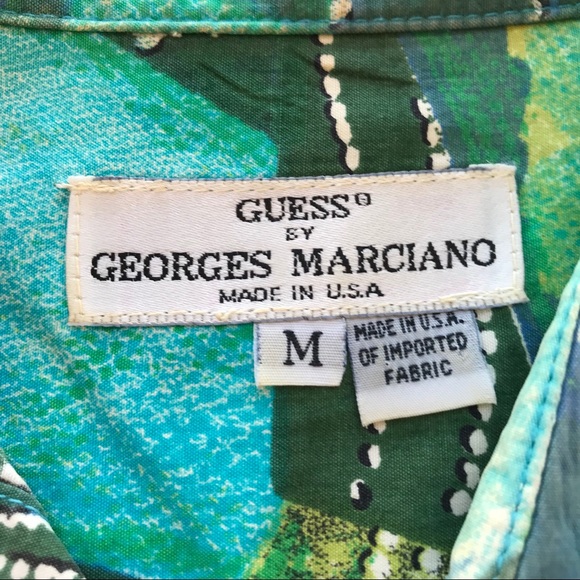 GUESS®
BY
GEORGES MARCIANO
MADE IN U.S.A
M
MADE IN U.S.A.
OF IMPORTED
FABRIC